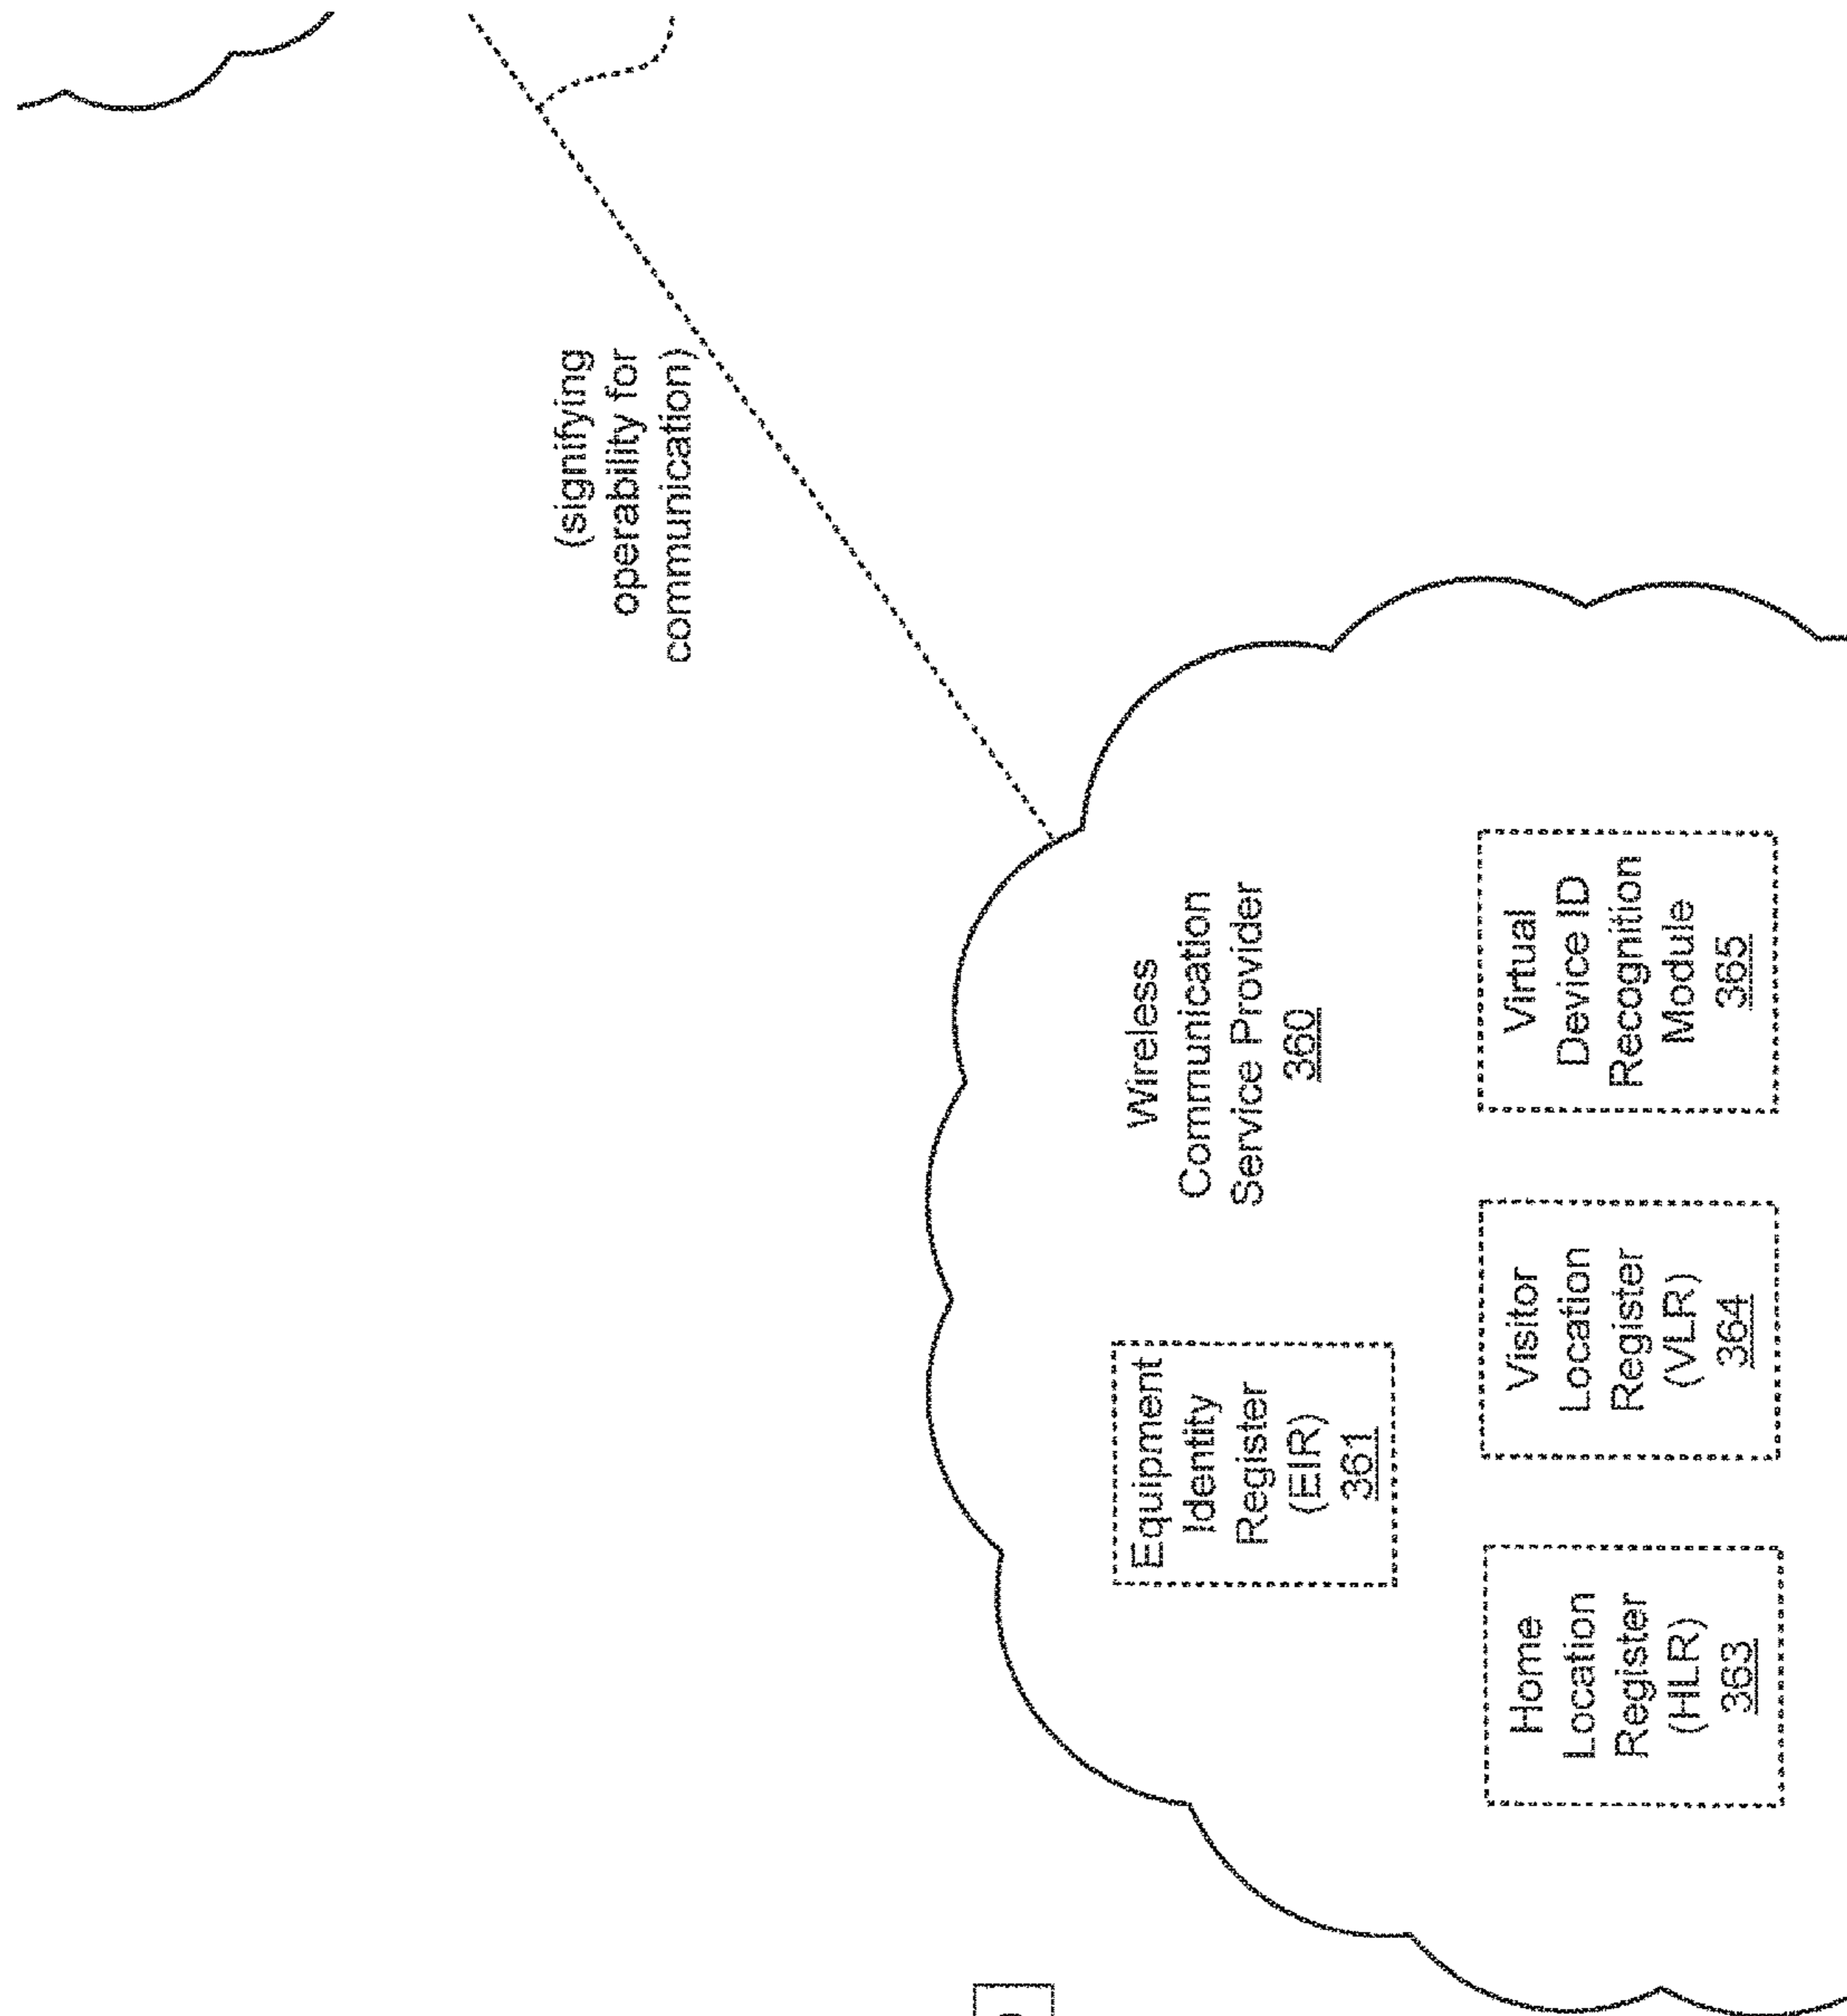 (signifying
operability for
communication)
Wireless
Communication
Service Provider
360
Equipment
Identity
Register
(EIR)
361
Home
Location
Register
(HLR)
363
Visitor
Location
Register
(VLR)
364
Virtual
Device ID
Recognition
Module
365